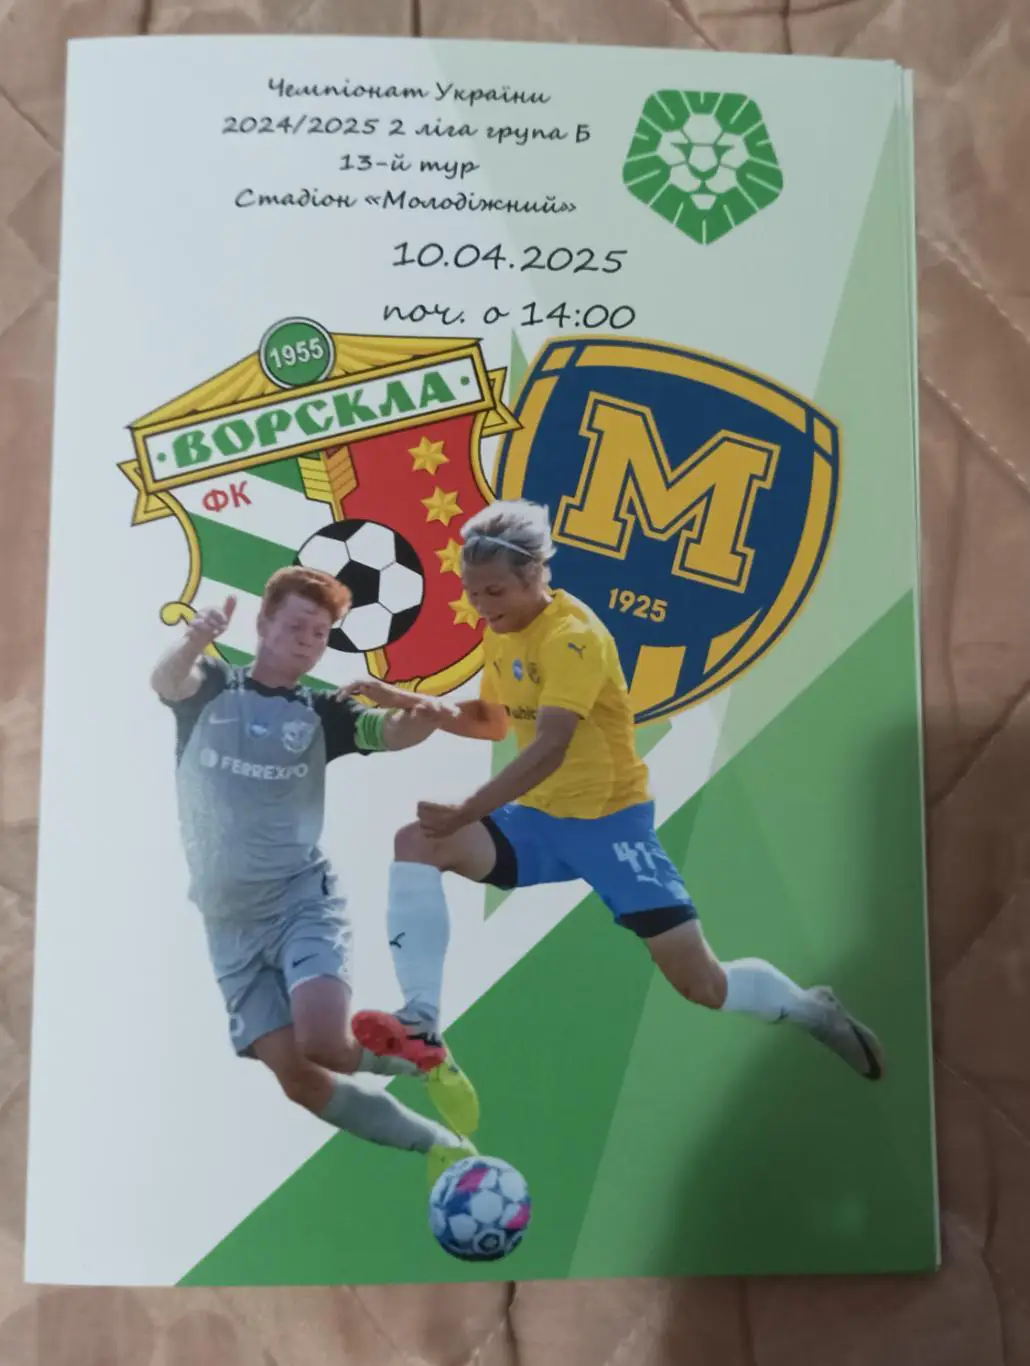 Чемпіонат України
2024/2025 2 ліга група Б
13-й тур
Стадіон «Молодіжний»
10.04.2025
поч. о 14:00
1955
·ВОРСКЛА·
ФК
M
1925
FERREXPO
41